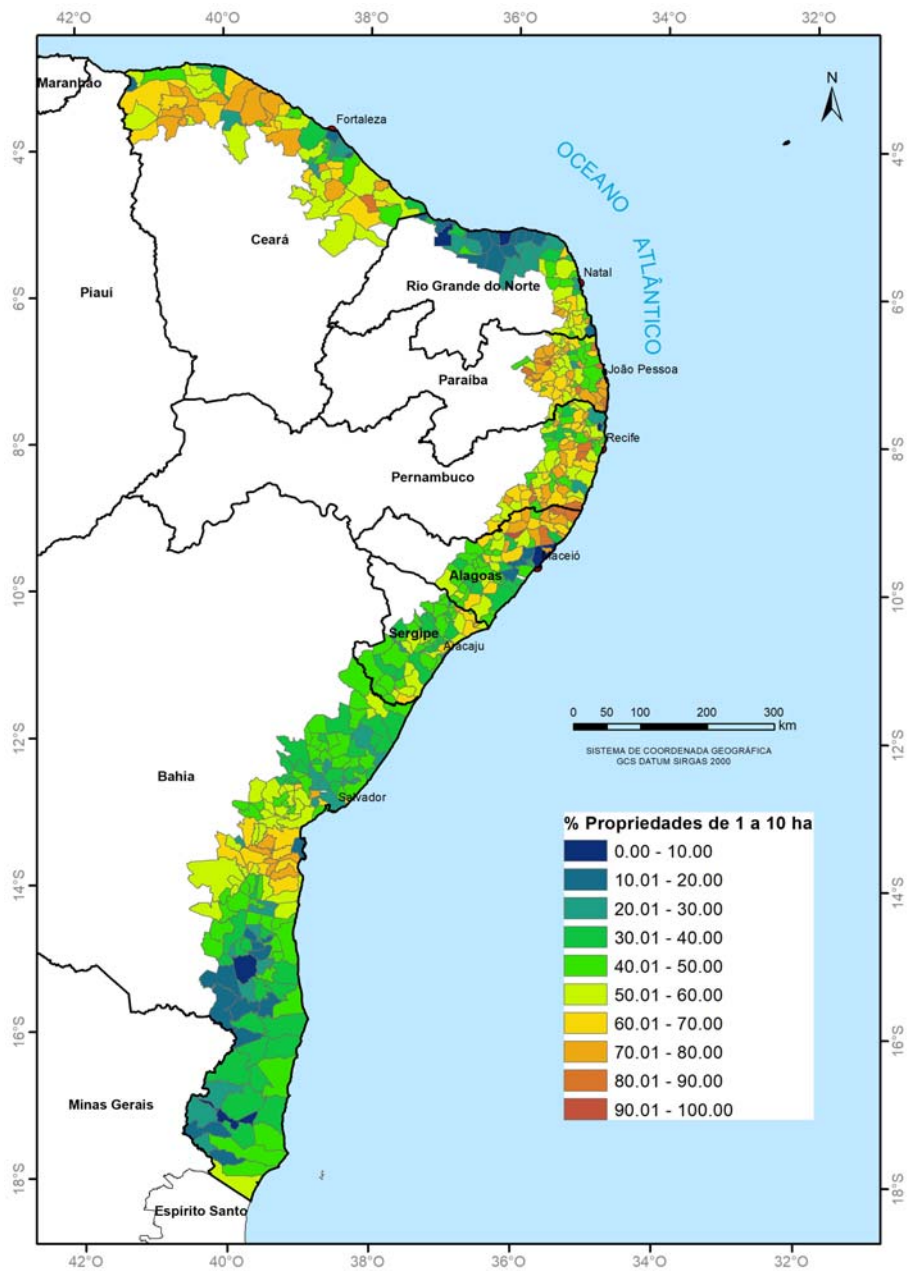 42°O 40°O 38°O 36°O 34°O 32°O
Maranhão
N
Fortaleza
4°S 4°S
OCEANO
ATLÂNTICO
Ceará
Natal
Piauí
Rio Grande do Norte
6°S 6°S
João Pessoa
Paraíba
8°S Recife 8°S
Pernambuco
Maceió
Alagoas
10°S 10°S
Sergipe
Aracaju
0 50 100 200 300
km
SISTEMA DE COORDENADA GEOGRÁFICA
GCS DATUM SIRGAS 2000
12°S 12°S
Bahia
Salvador
% Propriedades de 1 a 10 ha
0.00 - 10.00
10.01 - 20.00
20.01 - 30.00
30.01 - 40.00
40.01 - 50.00
50.01 - 60.00
60.01 - 70.00
70.01 - 80.00
80.01 - 90.00
90.01 - 100.00
14°S 14°S
16°S 16°S
Minas Gerais
18°S 18°S
Espírito Santo
42°O 40°O 38°O 36°O 34°O 32°O